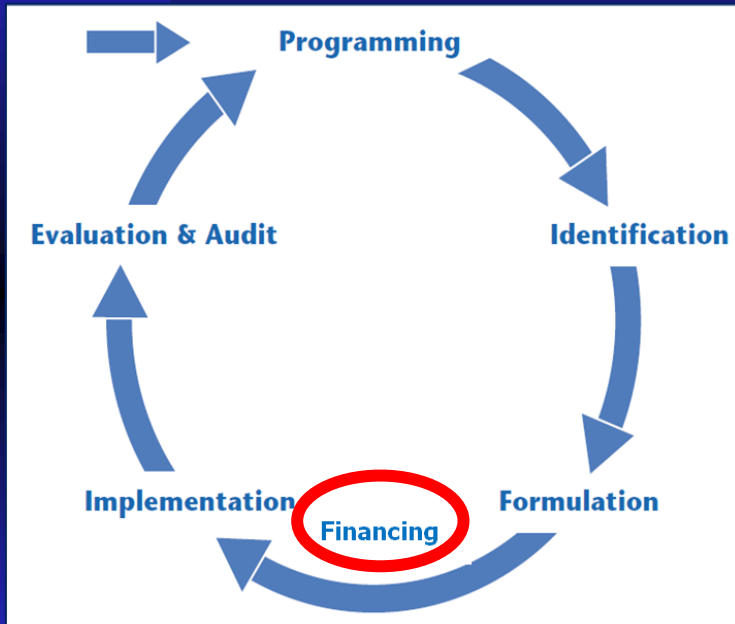 Programming
Identification
Formulation
Financing
Implementation
Evaluation & Audit